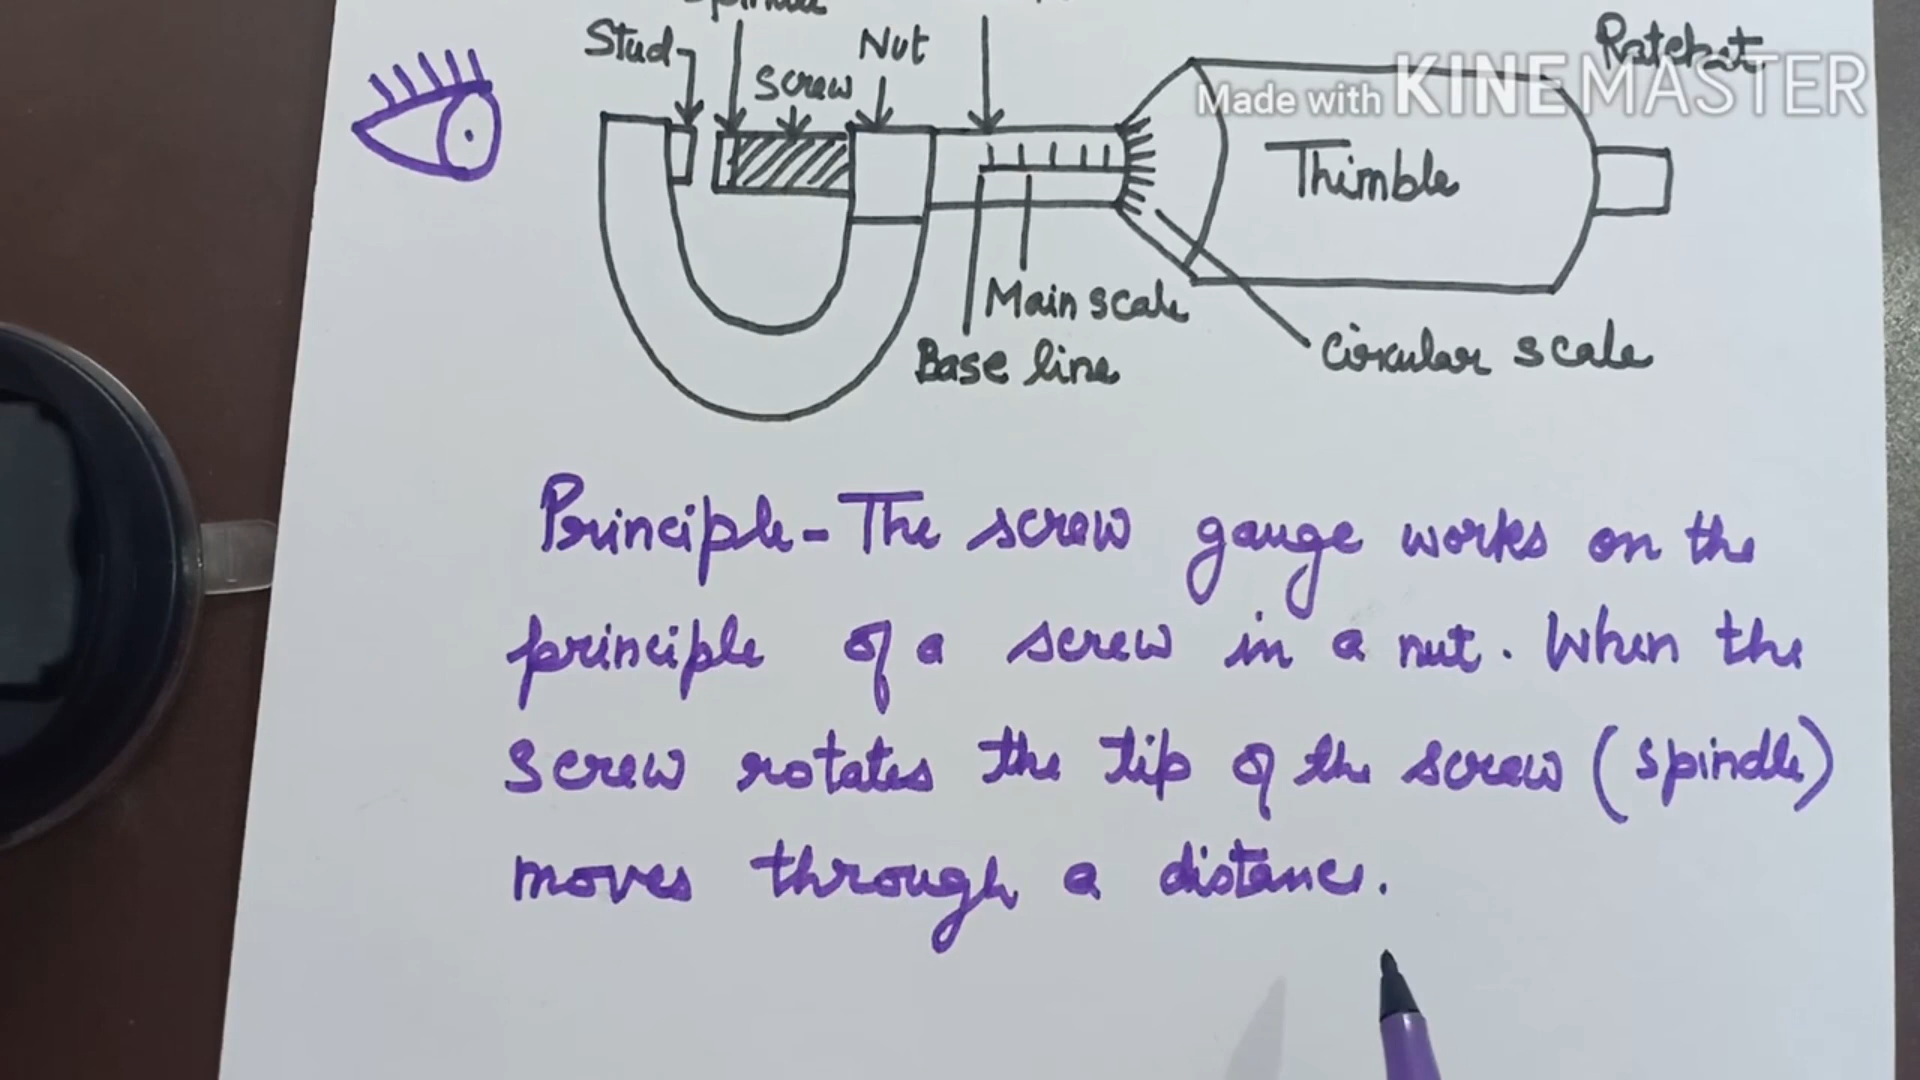 Stud
Nut
Screw
Ratchet
Made with KINEMASTER
Thimble
Main scale
Base line
Circular scale
Principle - The screw gauge works on the
principle of a screw in a nut. When the
screw rotates the tip of the screw (spindle)
moves through a distance.